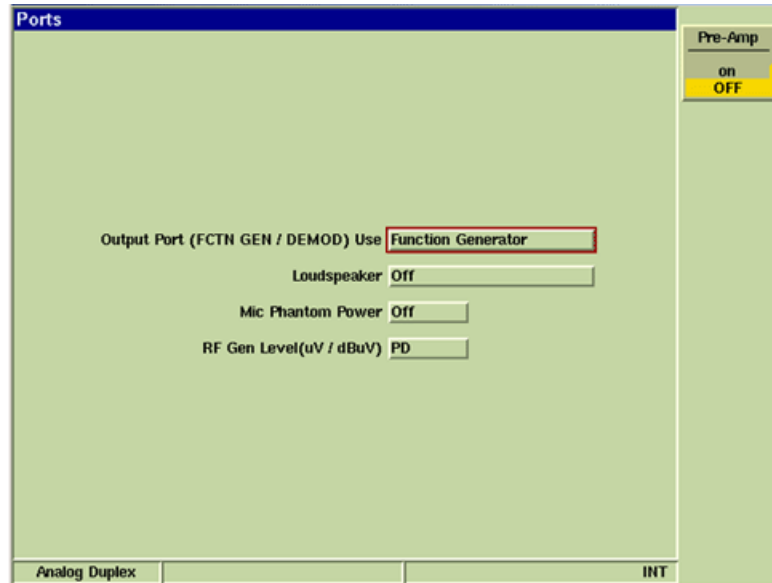 Ports
Pre-Amp
on
OFF
Output Port (FCTN GEN / DEMOD) Use Function Generator
Loudspeaker Off
Mic Phantom Power Off
RF Gen Level(uV / dBuV) PD
Analog Duplex INT